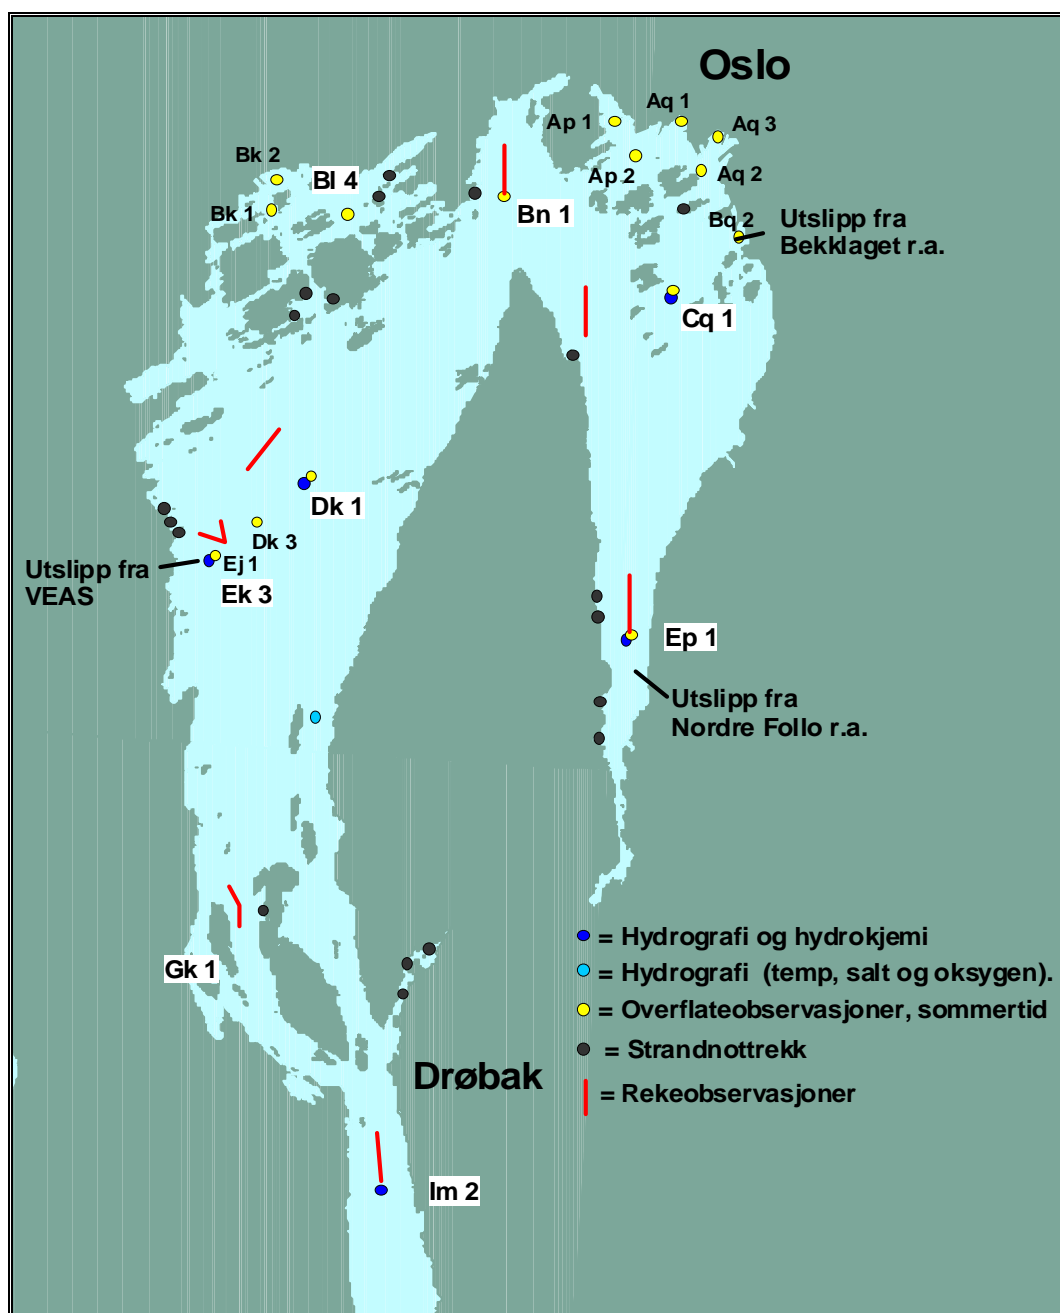 Oslo
Aq 1
Ap 1
Aq 3
Bk 2
Bl 4
Ap 2
Aq 2
Bk 1
Bn 1
Bq 2
Utslipp fra
Bekklaget r.a.
Cq 1
Dk 1
Dk 3
Utslipp fra
VEAS
Ej 1
Ek 3
Ep 1
Utslipp fra
Nordre Follo r.a.
Gk 1
= Hydrografi og hydrokjemi
= Hydrografi (temp, salt og oksygen).
= Overflateobservasjoner, sommertid
= Strandnottrekk
Drøbak
= Rekeobservasjoner
Im 2